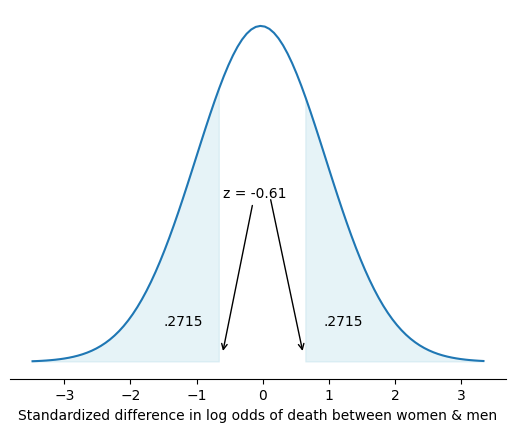 z = -0.61
.2715 .2715
−3 −2 −1 0 1 2 3
Standardized difference in log odds of death between women & men